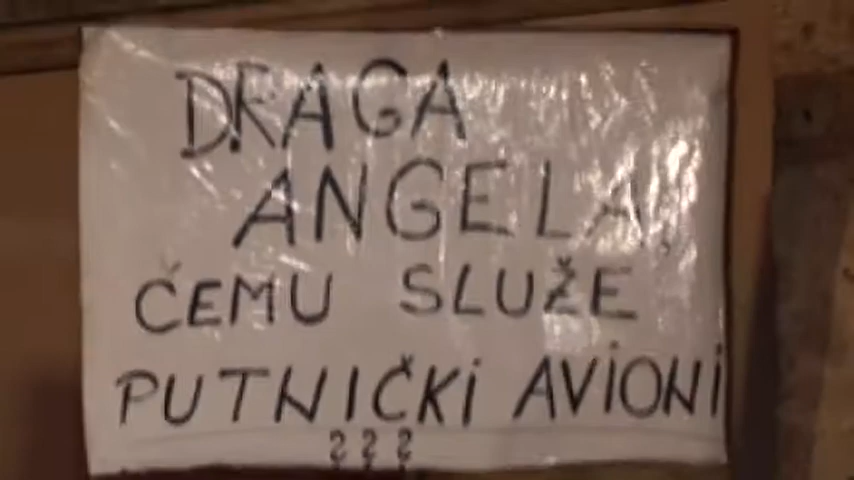 DRAGA
ANGELA,
ČEMU SLUŽE
PUTNIČKI AVIONI
???